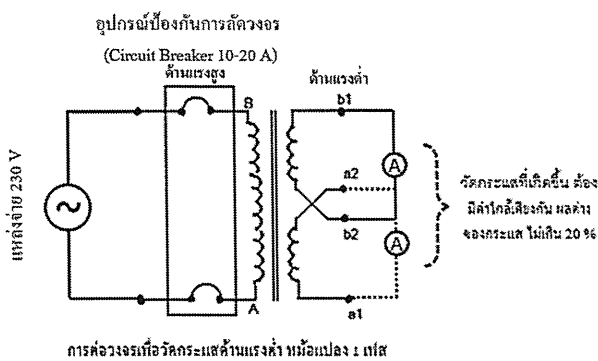 อุปกรณ์ป้องกันการลัดวงจร
(Circuit Breaker 10-20 A)
ด้านแรงสูง
ด้านแรงต่ำ
B
b1
A
a2
แหล่งจ่าย 230 V
~
วัดกระแสที่เกิดขึ้น ต้อง
มีค่าใกล้เคียงกัน ผลต่าง
ของกระแส ไม่เกิน 20 %
b2
A
A
a1
การต่อวงจรเพื่อวัดกระแสด้านแรงต่ำ หม้อแปลง 1 เฟส